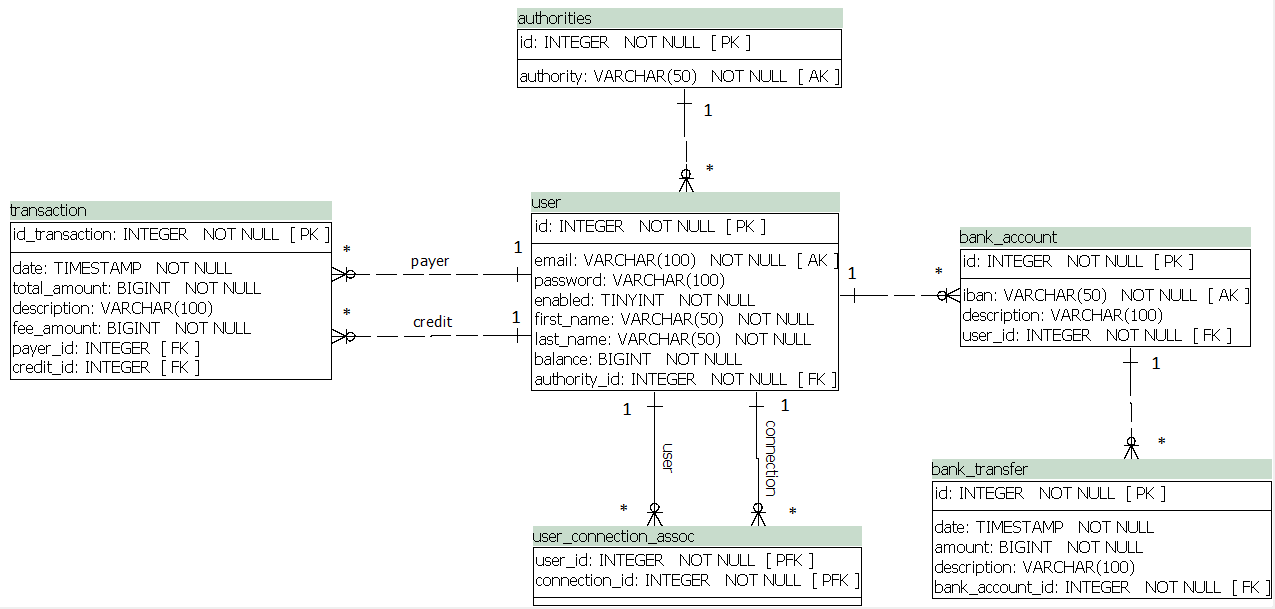 authorities
id: INTEGER NOT NULL [ PK ]
authority: VARCHAR(50) NOT NULL [ AK ]
1
*
transaction
id_transaction: INTEGER NOT NULL [ PK ]
date: TIMESTAMP NOT NULL
total_amount: BIGINT NOT NULL
description: VARCHAR(100)
fee_amount: BIGINT NOT NULL
payer_id: INTEGER [ FK ]
credit_id: INTEGER [ FK ]
*
payer
1
*
credit
1
user
id: INTEGER NOT NULL [ PK ]
email: VARCHAR(100) NOT NULL [ AK ]
password: VARCHAR(100)
enabled: TINYINT NOT NULL
first_name: VARCHAR(50) NOT NULL
last_name: VARCHAR(50) NOT NULL
balance: BIGINT NOT NULL
authority_id: INTEGER NOT NULL [ FK ]
1
*
bank_account
id: INTEGER NOT NULL [ PK ]
iban: VARCHAR(50) NOT NULL [ AK ]
description: VARCHAR(100)
user_id: INTEGER NOT NULL [ FK ]
1
*
1
user
*
1
connection
*
user_connection_assoc
user_id: INTEGER NOT NULL [ PFK ]
connection_id: INTEGER NOT NULL [ PFK ]
bank_transfer
id: INTEGER NOT NULL [ PK ]
date: TIMESTAMP NOT NULL
amount: BIGINT NOT NULL
description: VARCHAR(100)
bank_account_id: INTEGER NOT NULL [ FK ]